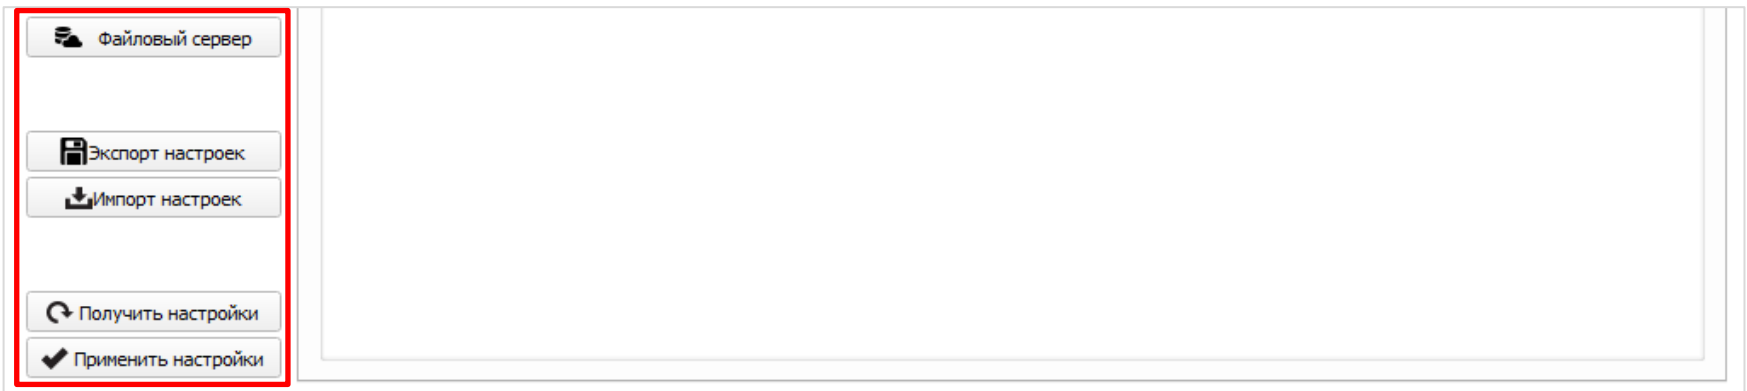 Файловый сервер
Экспорт настроек
Импорт настроек
Получить настройки
Применить настройки